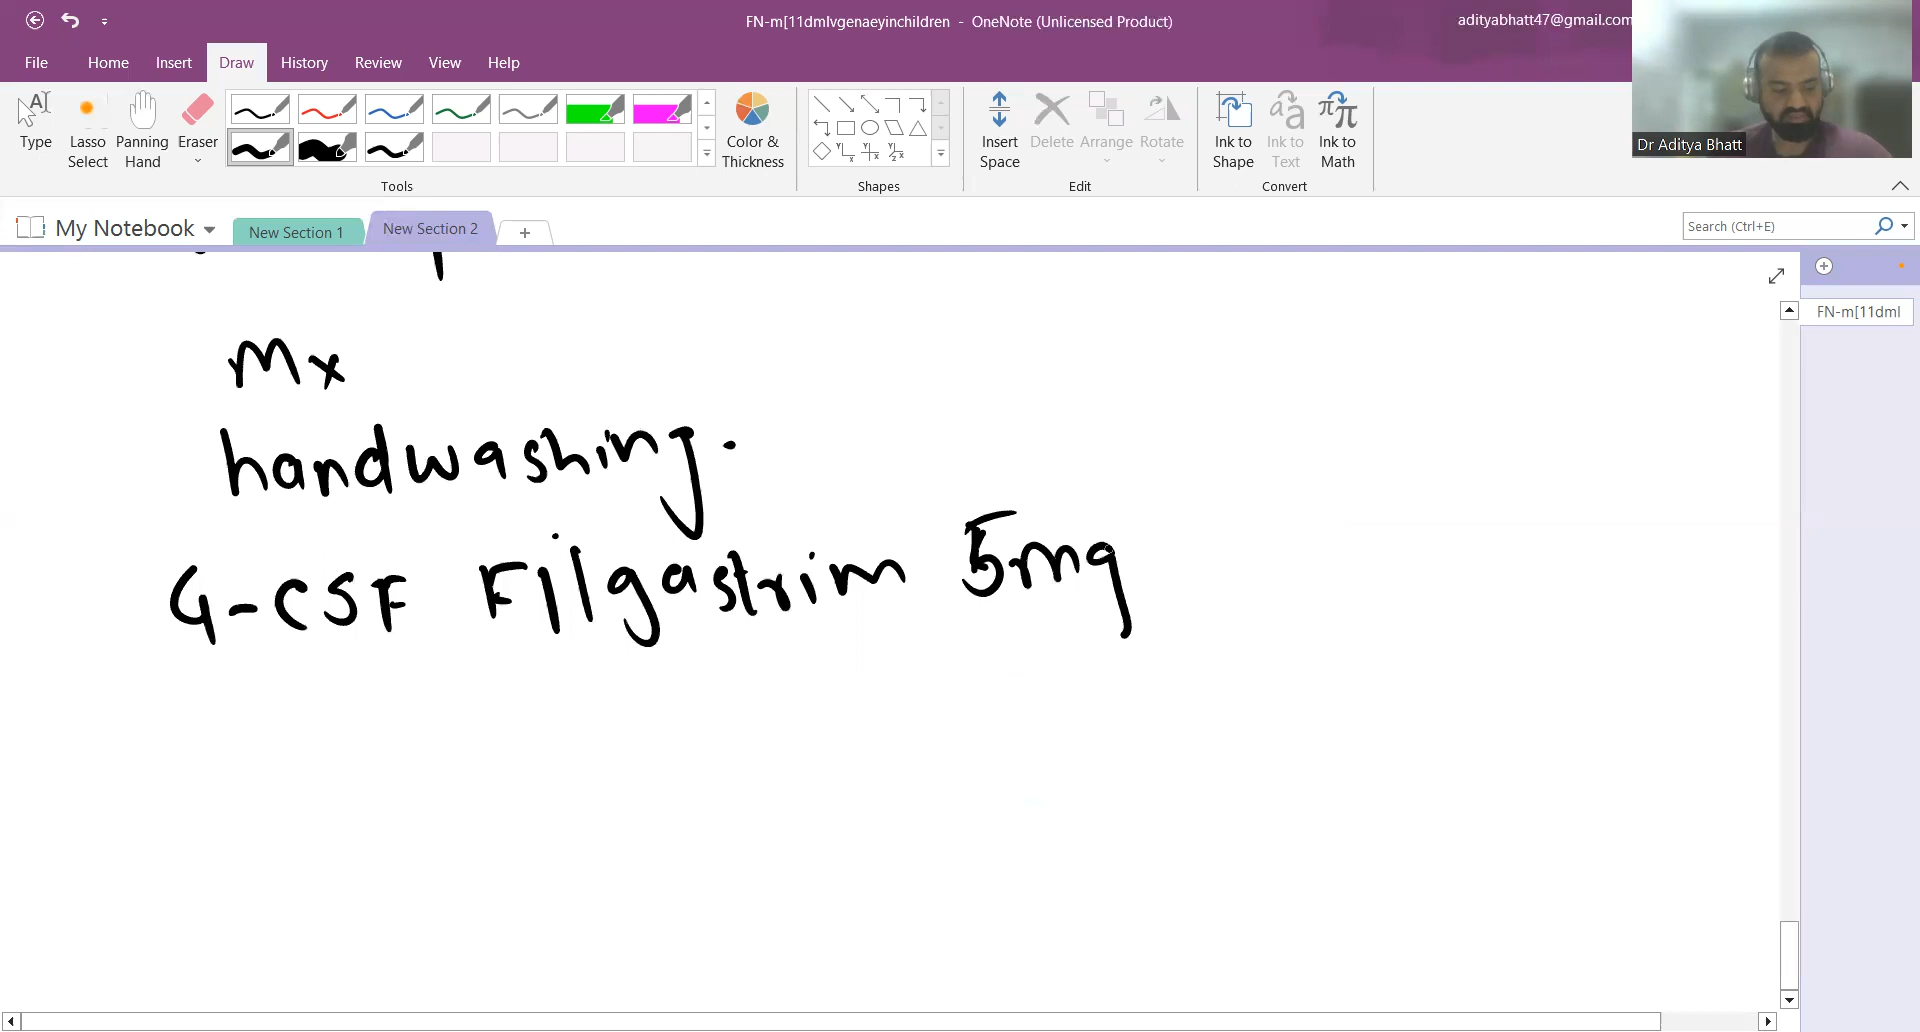 FN-m[11dmlvgenaeyinchildren - OneNote (Unlicensed Product)
adityabhatt47@gmail.com
File Home Insert Draw History Review View Help
Type
Lasso Select
Panning Hand
Eraser
Color & Thickness
Insert Space
Delete
Arrange
Rotate
Ink to Shape
Ink to Text
Ink to Math
Tools Shapes Edit Convert
Dr Aditya Bhatt
My Notebook New Section 1 New Section 2
Search (Ctrl+E)
FN-m[11dml
Mx
handwashing.
G-CSF Filgastrim 5mg